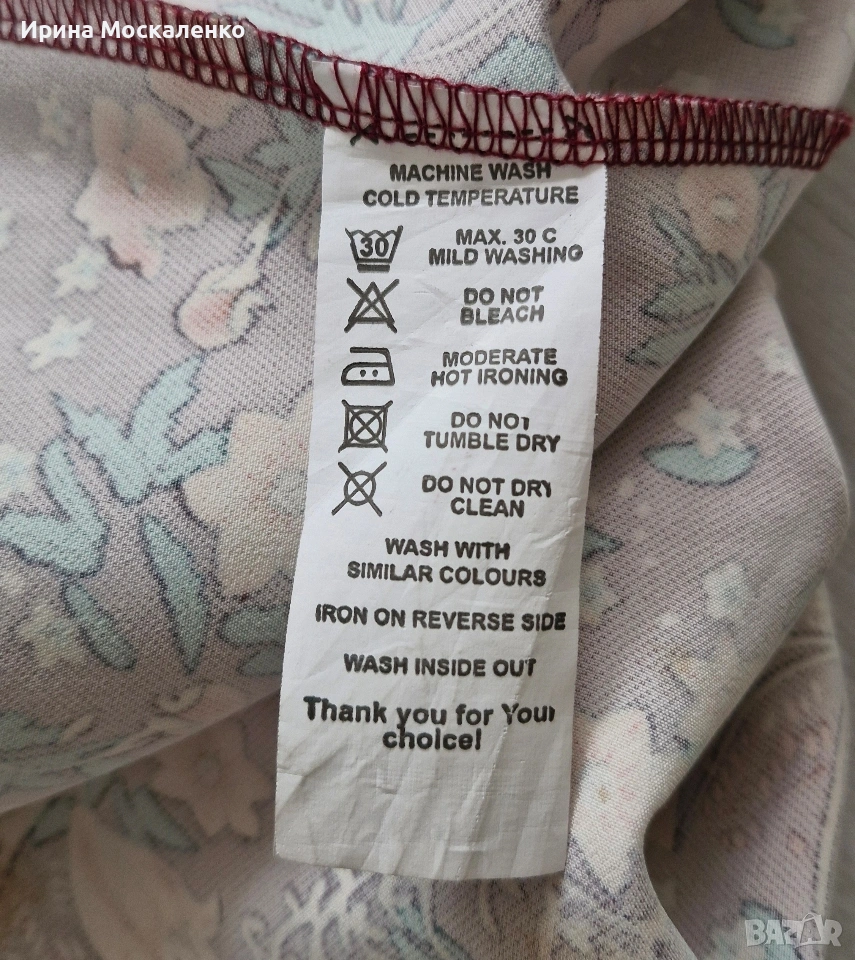 Ирина Москаленко
MACHINE WASH
COLD TEMPERATURE
30
MAX. 30 C
MILD WASHING
DO NOT
BLEACH
MODERATE
HOT IRONING
DO NOT
TUMBLE DRY
DO NOT DRY
CLEAN
WASH WITH
SIMILAR COLOURS
IRON ON REVERSE SIDE
WASH INSIDE OUT
Thank you for Your
choice!
BAZAR